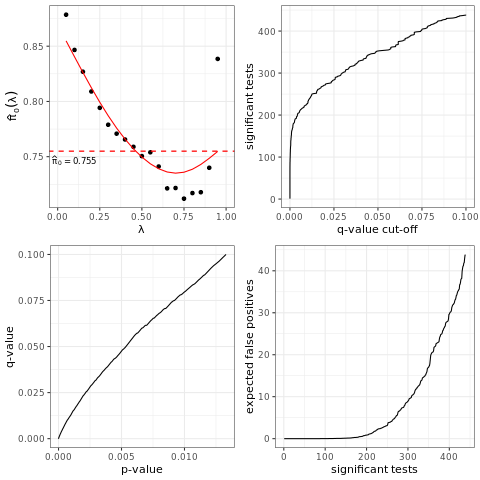 0.85
0.80
0.75
π̂₀(λ)
π̂₀ = 0.755
0.00 0.25 0.50 0.75 1.00
λ
400
300
200
100
0
significant tests
0.000 0.025 0.050 0.075 0.100
q-value cut-off
0.100
0.075
0.050
0.025
0.000
q-value
0.000 0.005 0.010
p-value
40
30
20
10
0
expected false positives
0 100 200 300 400
significant tests